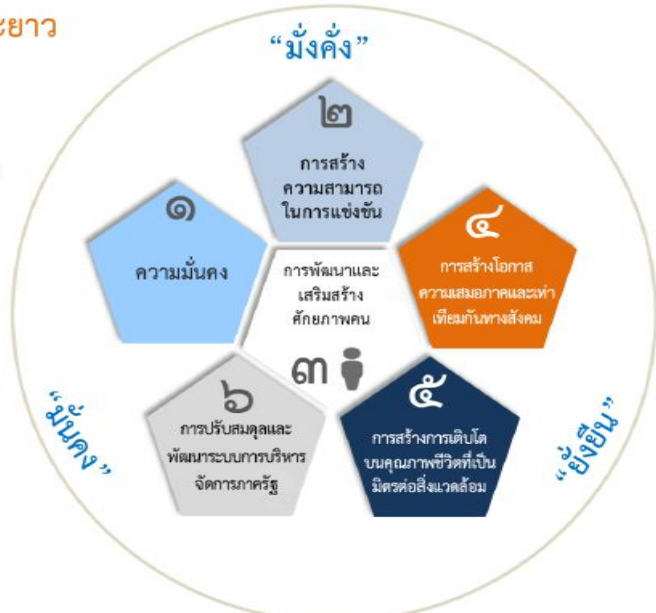 ะยาว
“มั่งคั่ง”
๒
การสร้าง
ความสามารถ
ในการแข่งขัน
๑
ความมั่นคง
การพัฒนาและ
เสริมสร้าง
ศักยภาพคน
๓
๔
การสร้างโอกาส
ความเสมอภาคและเท่า
เทียมกันทางสังคม
๖
การปรับสมดุลและ
พัฒนาระบบการบริหาร
จัดการภาครัฐ
๕
การสร้างการเติบโต
บนคุณภาพชีวิตที่เป็น
มิตรต่อสิ่งแวดล้อม
“มั่นคง”
“ยั่งยืน”